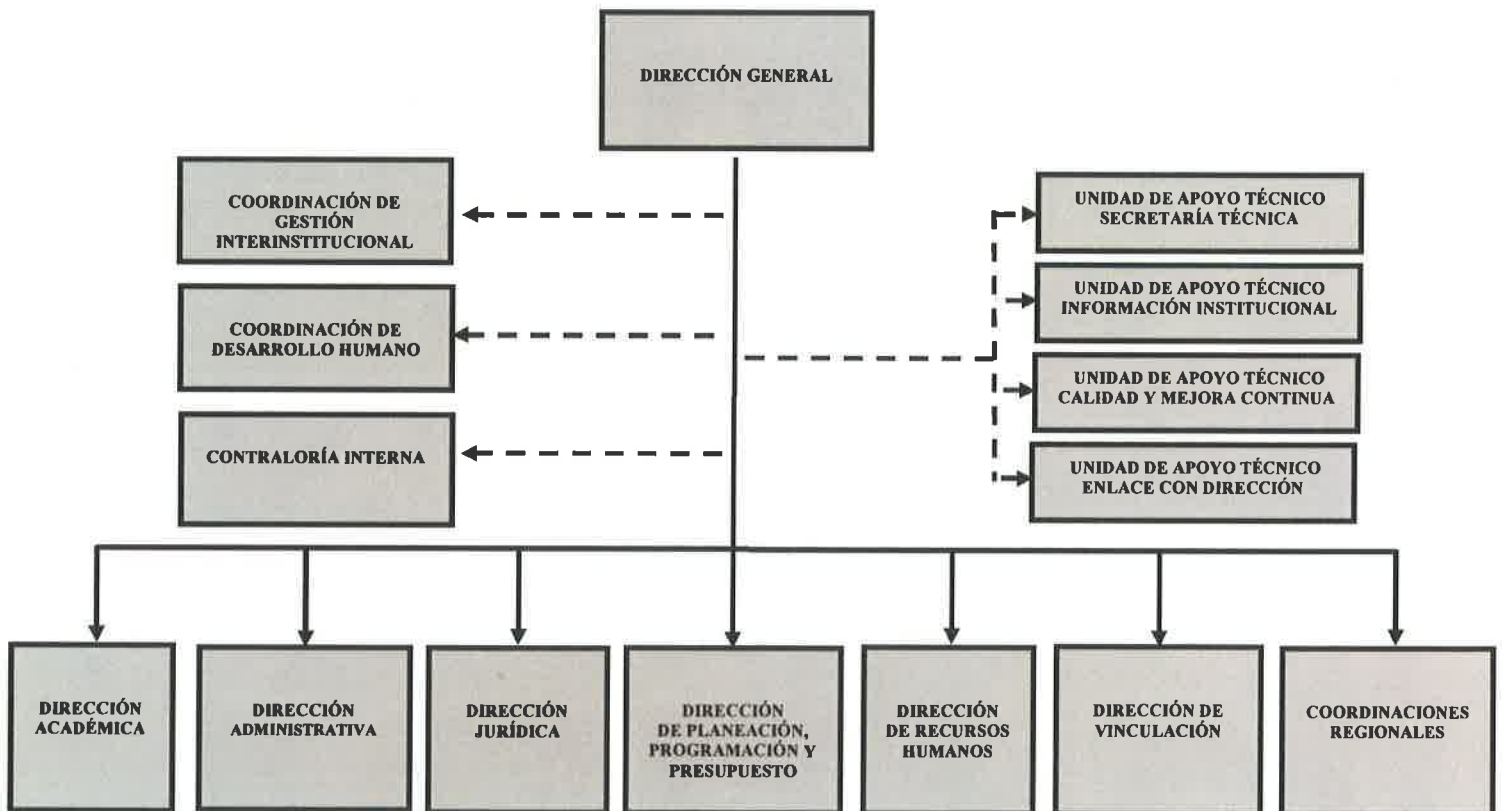 DIRECCIÓN GENERAL
COORDINACIÓN DE
GESTIÓN
INTERINSTITUCIONAL
COORDINACIÓN DE
DESARROLLO HUMANO
CONTRALORÍA INTERNA
UNIDAD DE APOYO TÉCNICO
SECRETARÍA TÉCNICA
UNIDAD DE APOYO TÉCNICO
INFORMACIÓN INSTITUCIONAL
UNIDAD DE APOYO TÉCNICO
CALIDAD Y MEJORA CONTINUA
UNIDAD DE APOYO TÉCNICO
ENLACE CON DIRECCIÓN
DIRECCIÓN
ACADÉMICA
DIRECCIÓN
ADMINISTRATIVA
DIRECCIÓN
JURÍDICA
DIRECCIÓN
DE PLANEACIÓN,
PROGRAMACIÓN Y
PRESUPUESTO
DIRECCIÓN
DE RECURSOS
HUMANOS
DIRECCIÓN DE
VINCULACIÓN
COORDINACIONES
REGIONALES